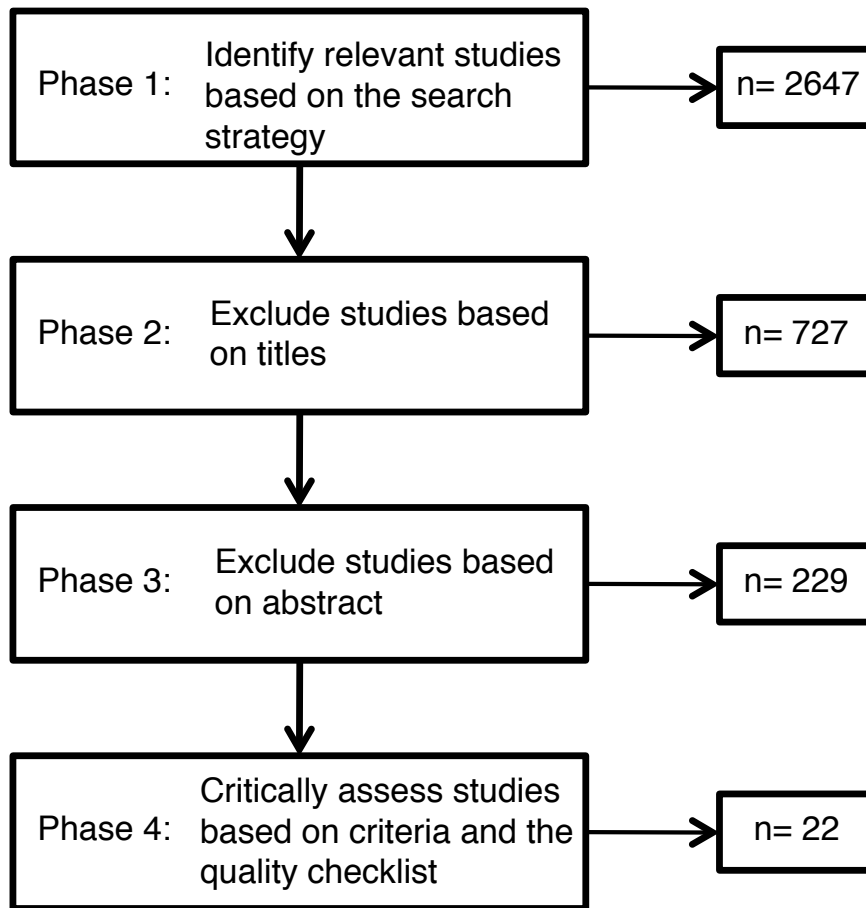 Phase 1:
Identify relevant studies
based on the search
strategy
n= 2647
Phase 2:
Exclude studies based
on titles
n= 727
Phase 3:
Exclude studies based
on abstract
n= 229
Phase 4:
Critically assess studies
based on criteria and the
quality checklist
n= 22